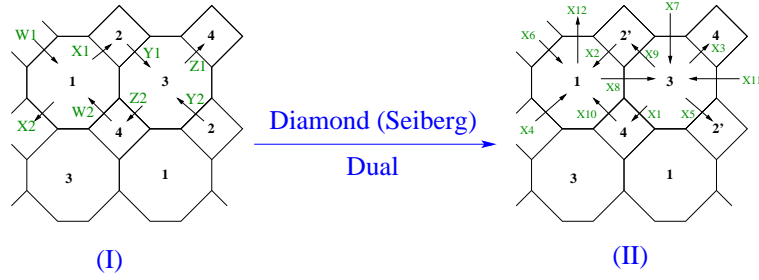 W1 X1 2 Y1 4
1 3 Z1
X2 W2 Z2 Y2
4 2
3 1
(I)
Diamond (Seiberg)
Dual
X12 X7
X6 X2 2' X9 4 X3
1 X8 3 X11
X4 X10 4 X1 X5 2'
3 1
(II)